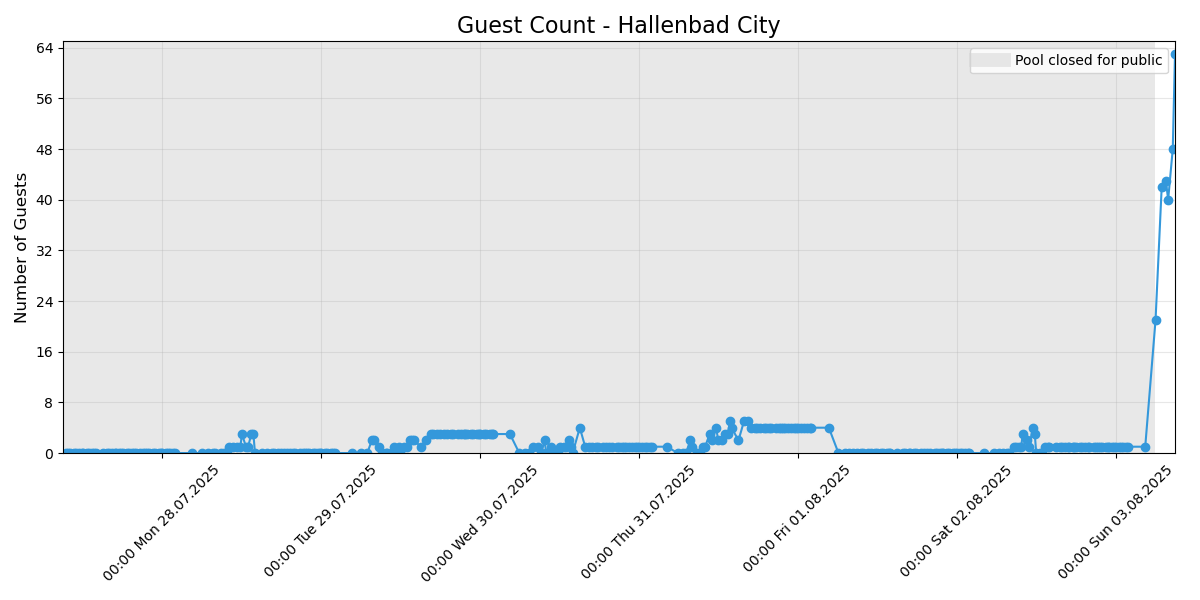 Guest Count - Hallenbad City
Pool closed for public
Number of Guests
64
56
48
40
32
24
16
8
0
00:00 Mon 28.07.2025
00:00 Tue 29.07.2025
00:00 Wed 30.07.2025
00:00 Thu 31.07.2025
00:00 Fri 01.08.2025
00:00 Sat 02.08.2025
00:00 Sun 03.08.2025